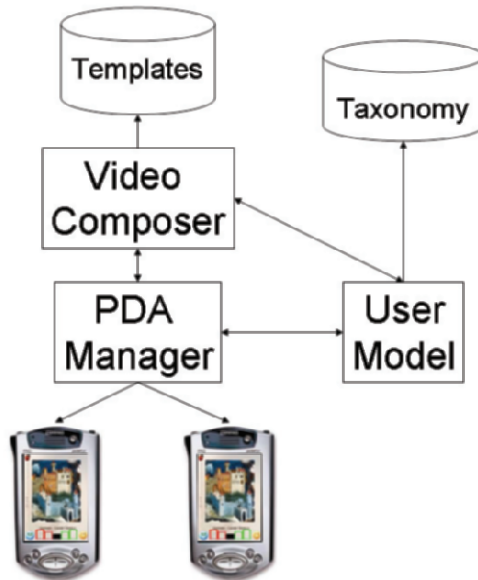 Templates
Taxonomy
Video
Composer
PDA
Manager
User
Model